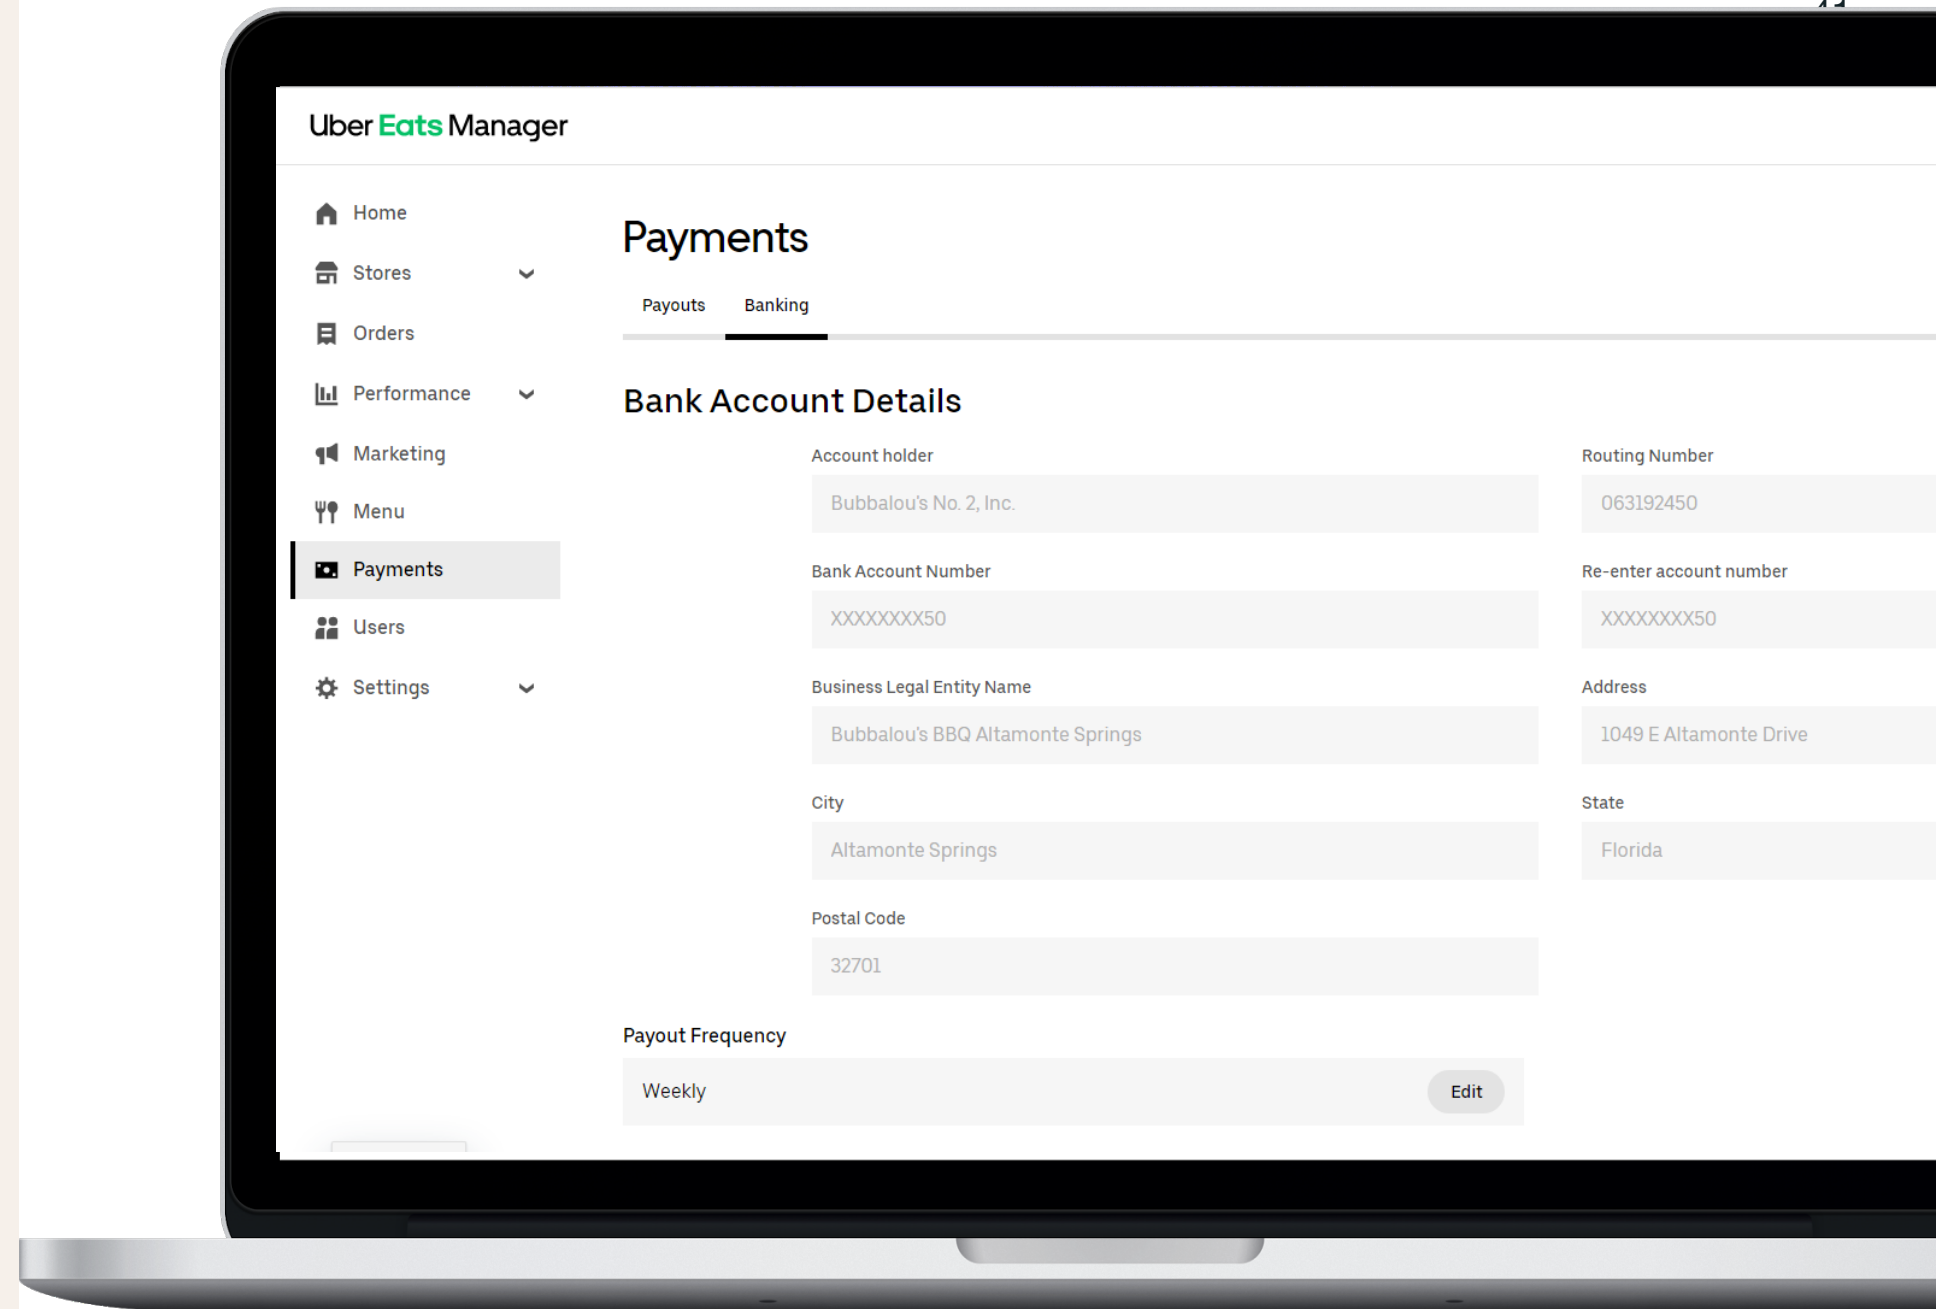 Uber Eats Manager
Home
Stores
Orders
Performance
Marketing
Menu
Payments
Users
Settings
Payments
Payouts Banking
Bank Account Details
Account holder Routing Number
Bubbalou's No. 2, Inc. 063192450
Bank Account Number Re-enter account number
XXXXXXXX50 XXXXXXXX50
Business Legal Entity Name Address
Bubbalou's BBQ Altamonte Springs 1049 E Altamonte Drive
City State
Altamonte Springs Florida
Postal Code
32701
Payout Frequency
Weekly Edit